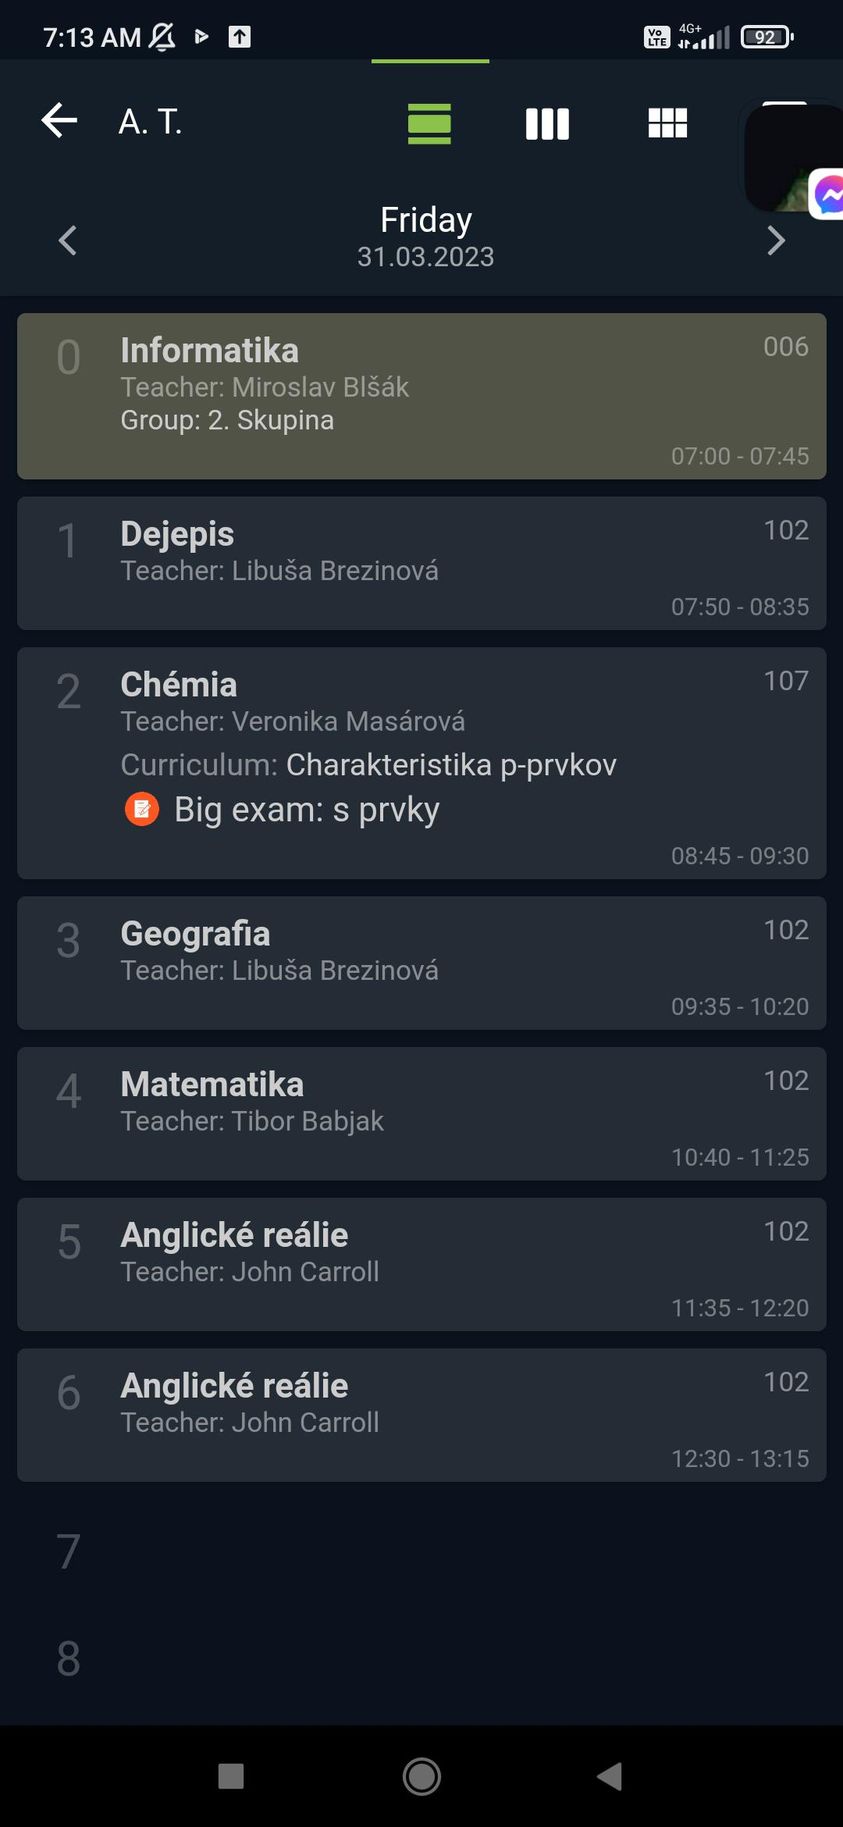 7:13 AM
Vo LTE 4G+ 92
A. T.
Friday
31.03.2023
0 Informatika 006
Teacher: Miroslav Blšák
Group: 2. Skupina
07:00 - 07:45
1 Dejepis 102
Teacher: Libuša Brezinová
07:50 - 08:35
2 Chémia 107
Teacher: Veronika Masárová
Curriculum: Charakteristika p-prvkov
Big exam: s prvky
08:45 - 09:30
3 Geografia 102
Teacher: Libuša Brezinová
09:35 - 10:20
4 Matematika 102
Teacher: Tibor Babjak
10:40 - 11:25
5 Anglické reálie 102
Teacher: John Carroll
11:35 - 12:20
6 Anglické reálie 102
Teacher: John Carroll
12:30 - 13:15
7
8